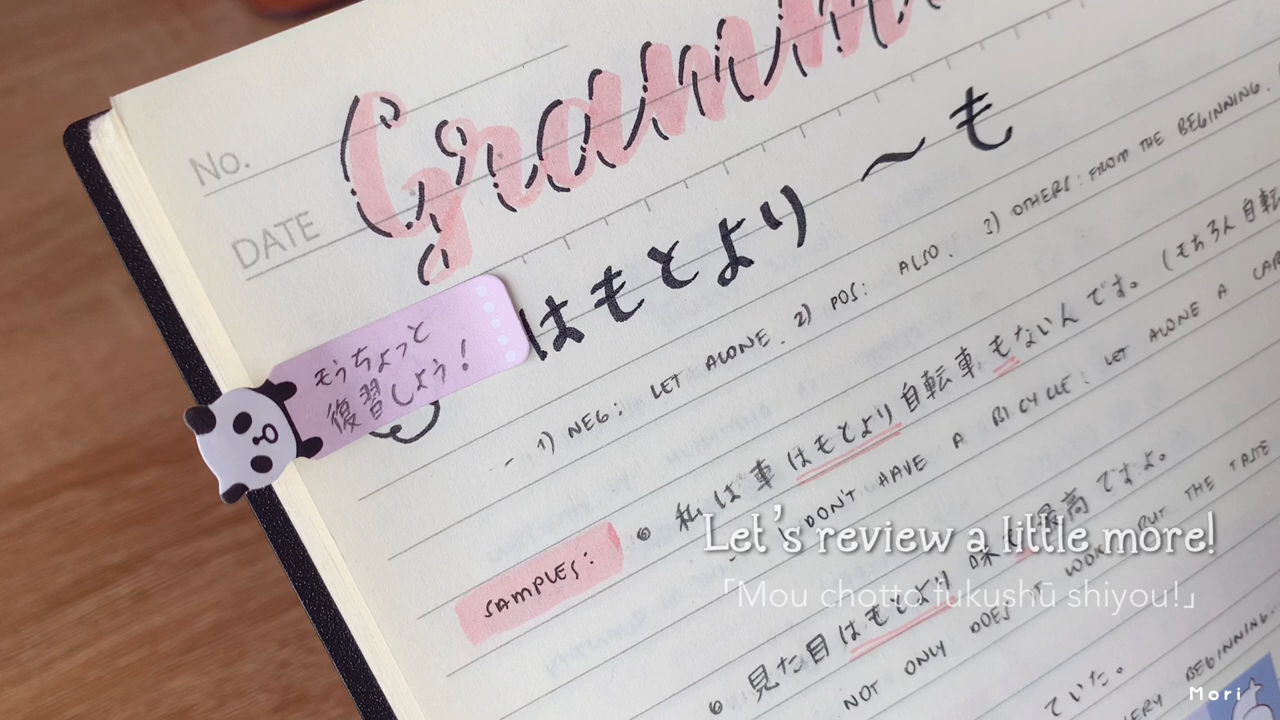 Gramm
No.
DATE
はもとより ～も
もうちょっと
復習しよう!
- 1) NEG: LET ALONE. 2) POS: ALSO. 3) OTHERS: FROM THE BEGINNING.
SAMPLES:
私は車はもとより自転車もないんです。(もちろん自転
- I DON'T HAVE A BICYCLE, LET ALONE A CAR
Let's review a little more!
「Mou chotto fukushū shiyou!」
見た目はもとより味も最高ですよ。
NOT ONLY DOES IT LOOK BUT THE TASTE
ていた。
VERY BEGINNING.
Mori